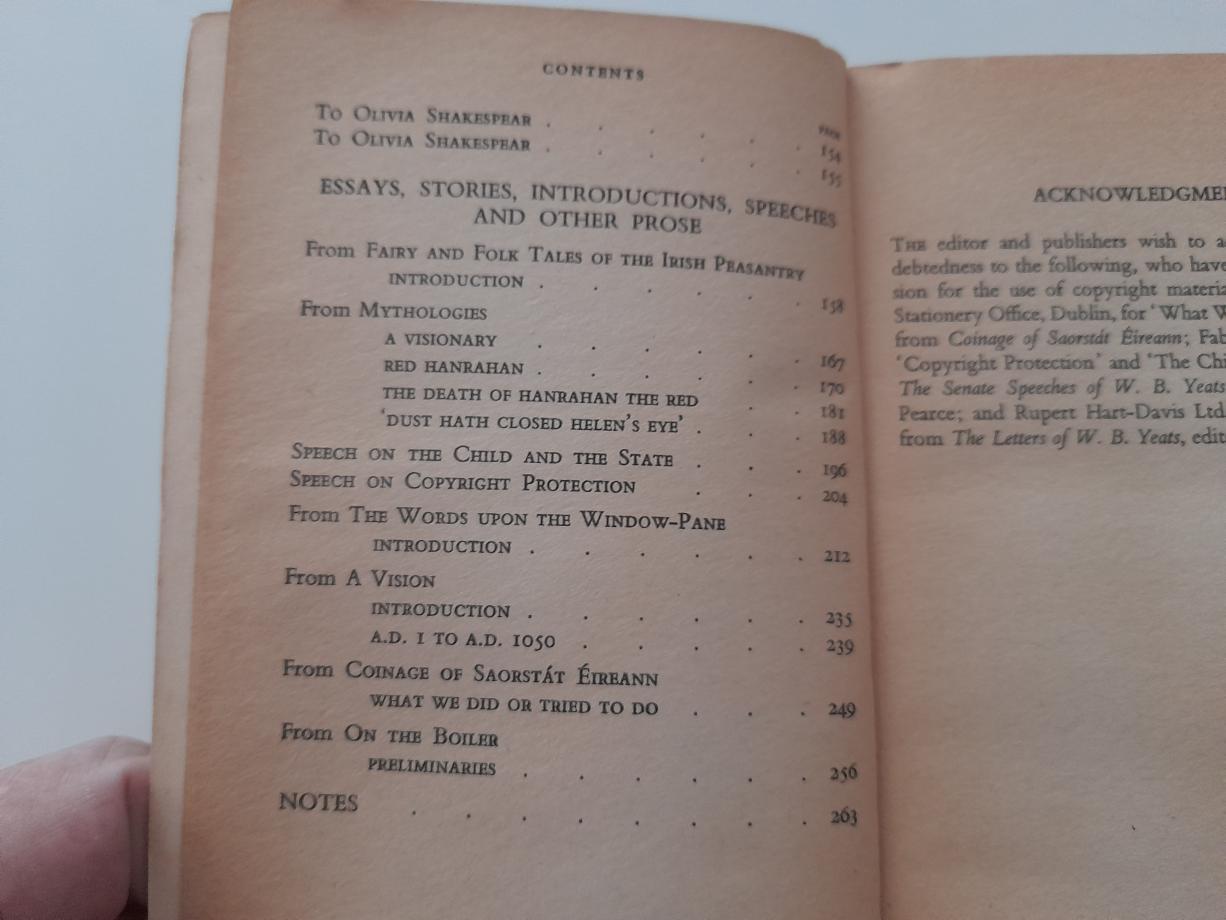 CONTENTS
PAGE
To Olivia Shakespear . . . . . . 154
To Olivia Shakespear . . . . . . 155
ESSAYS, STORIES, INTRODUCTIONS, SPEECHES
AND OTHER PROSE
From Fairy and Folk Tales of the Irish Peasantry
INTRODUCTION . . . . . . 158
From Mythologies
A VISIONARY . . . . . . 167
RED HANRAHAN . . . . . . 170
THE DEATH OF HANRAHAN THE RED . . 181
'DUST HATH CLOSED HELEN'S EYE' . . . 188
Speech on the Child and the State . . . 196
Speech on Copyright Protection . . . 204
From The Words upon the Window-Pane
INTRODUCTION . . . . . . 212
From A Vision
INTRODUCTION . . . . . . 235
A.D. 1 TO A.D. 1050 . . . . . 239
From Coinage of Saorstát Éireann
WHAT WE DID OR TRIED TO DO . . . 249
From On the Boiler
PRELIMINARIES . . . . . . 256
NOTES . . . . . . . . 263
ACKNOWLEDGME
The editor and publishers wish to a
debtedness to the following, who have
sion for the use of copyright materia
Stationery Office, Dublin, for 'What W
from Coinage of Saorstát Éireann; Fab
'Copyright Protection' and 'The Chi
The Senate Speeches of W. B. Yeats
Pearce; and Rupert Hart-Davis Ltd
from The Letters of W. B. Yeats, edit